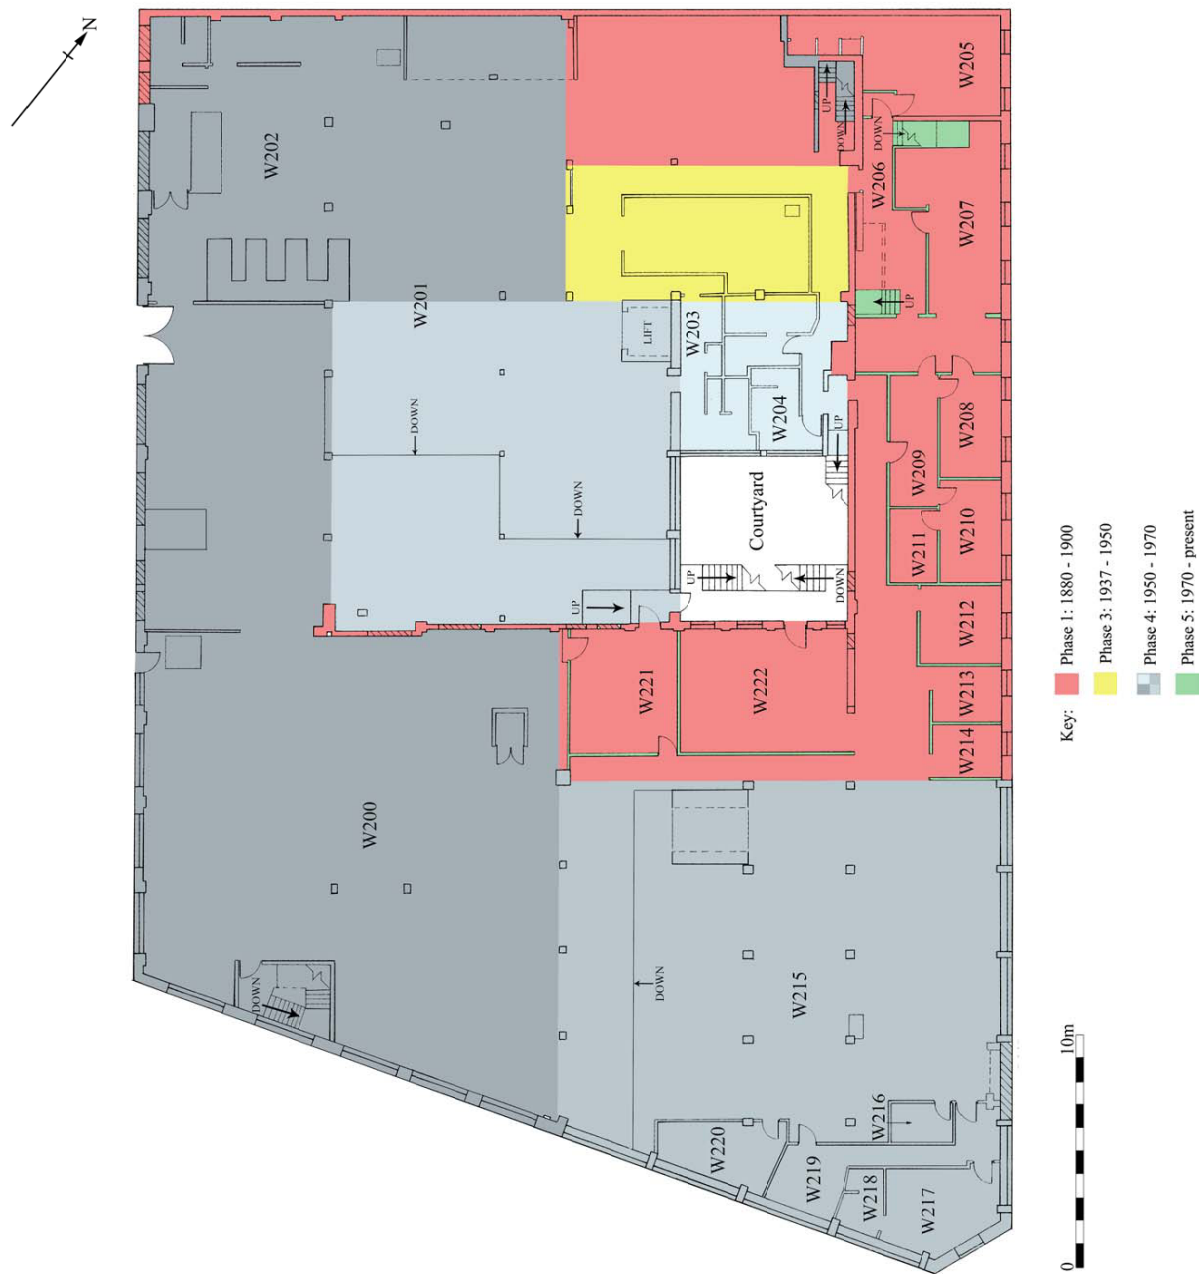 N
W205
W202
UP
DOWN
DOWN
W206
W207
W201
UP
LIFT
W203
W204
UP
W208
DOWN
W209
DOWN
Courtyard
W210
W211
UP
UP
DOWN
W212
W221
W222
W213
W214
W200
DOWN
DOWN
W215
W216
W220
W219
W218
W217
Key:
Phase 1: 1880 - 1900
Phase 3: 1937 - 1950
Phase 4: 1950 - 1970
Phase 5: 1970 - present
0
10m